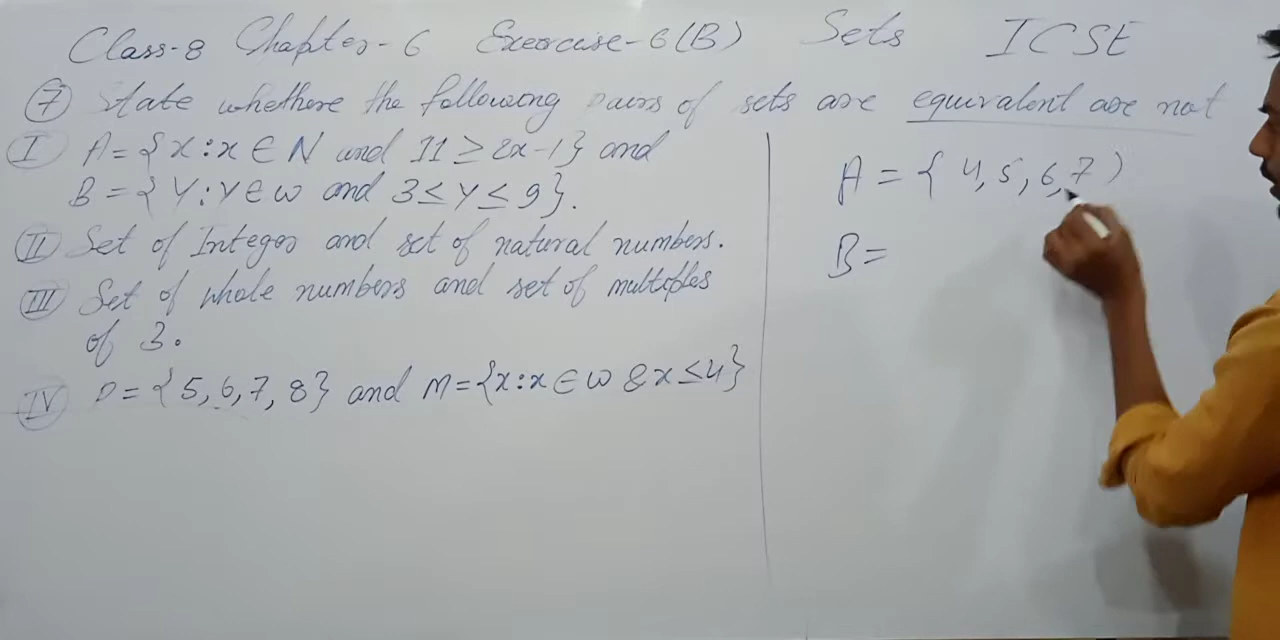 Class-8 Chapter-6 Exercise-6(B) Sets ICSE
⑦ State whethere the following pairs of sets are equivalent are not
Ⅰ A = {x : x ∈ N and 11 ≥ 2x-1} and
B = {Y : Y ∈ ω and 3 ≤ Y ≤ 9}.
Ⅱ Set of Integer and set of natural numbers.
Ⅲ Set of whole numbers and set of multiples
of 3.
Ⅳ P = {5, 6, 7, 8} and M = {x : x ∈ ω & x ≤ 4}
A = { 4, 5, 6, 7 )
B =